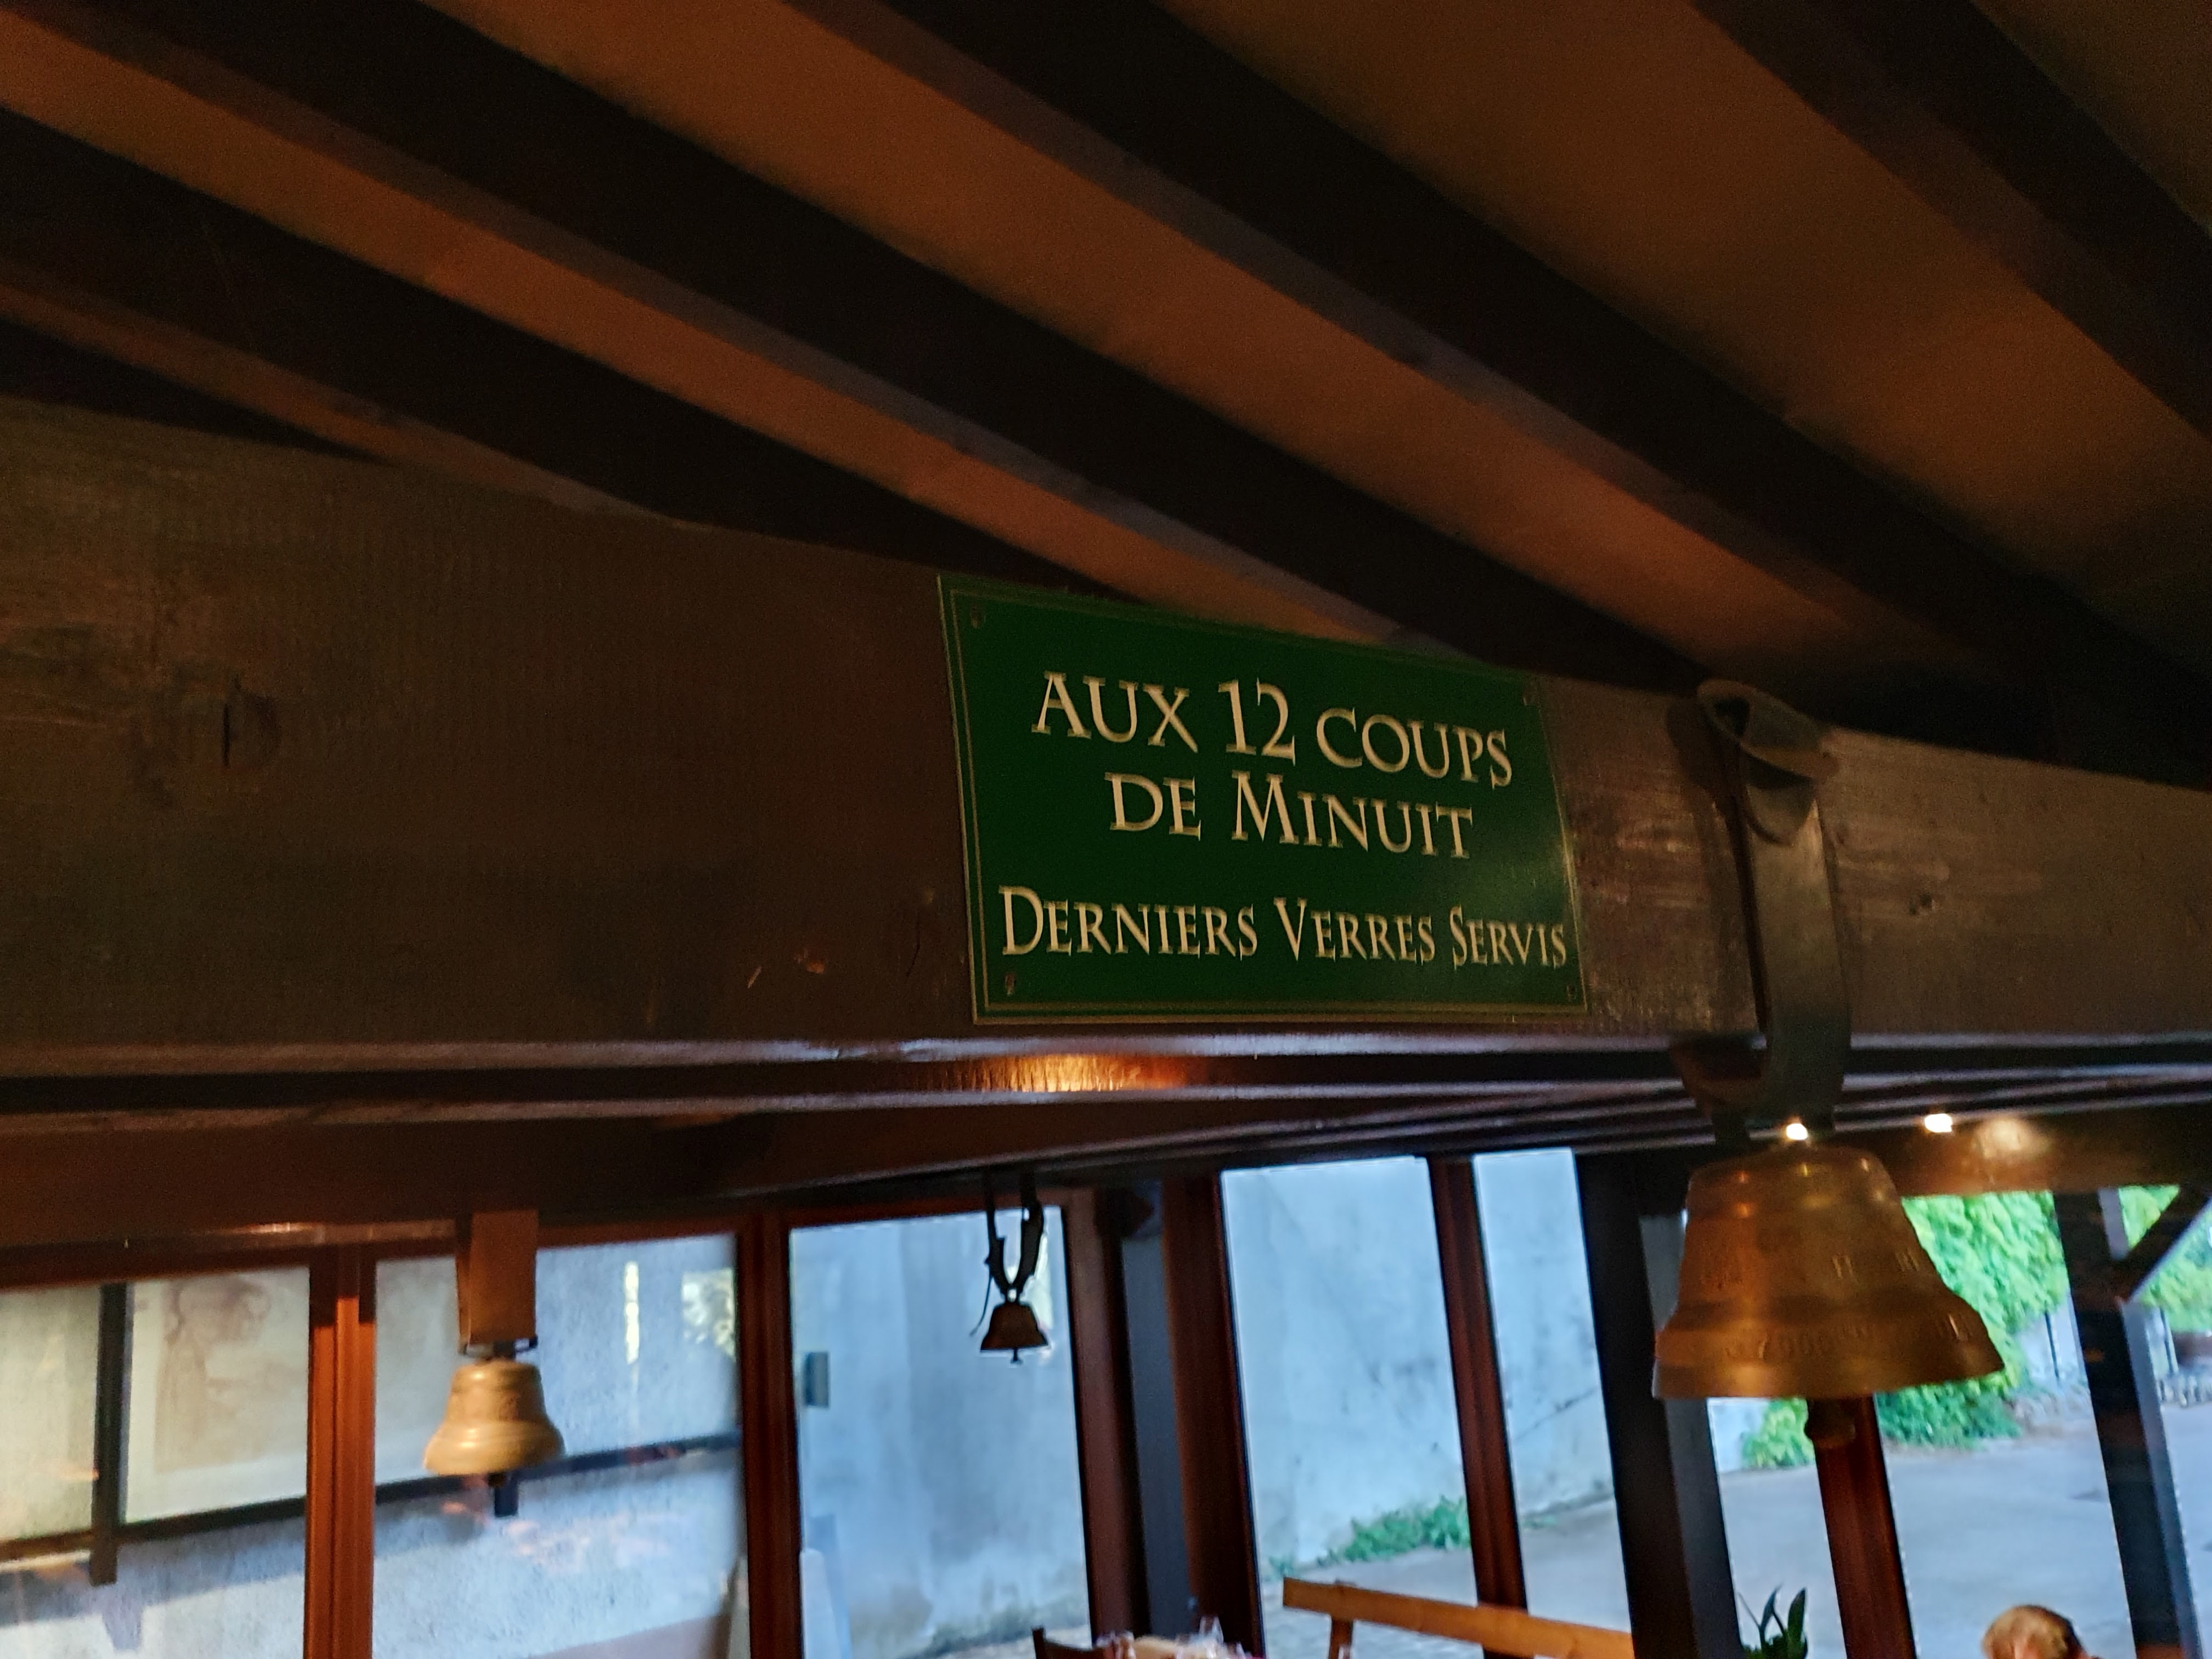 AUX 12 COUPS
DE MINUIT
DERNIERS VERRES SERVIS